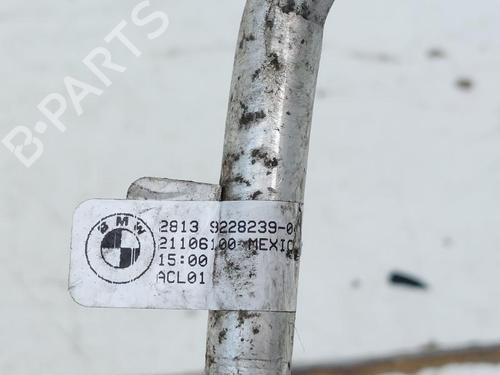 B-PARTS
BMW
2813 9228239-0
21106100 MEXIC
15:00
ACL01